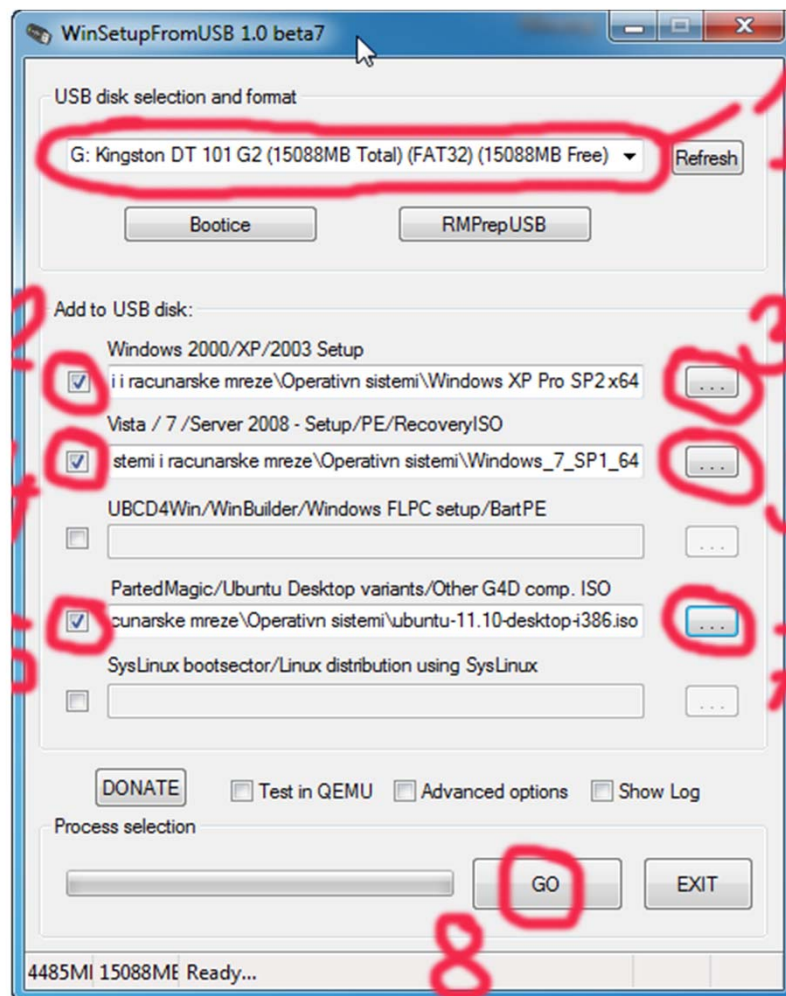 WinSetupFromUSB 1.0 beta7
USB disk selection and format
1
G: Kingston DT 101 G2 (15088MB Total) (FAT32) (15088MB Free)
Refresh
Bootice RMPrepUSB
2
Add to USB disk:
3
Windows 2000/XP/2003 Setup
i i racunarske mreze\Operativn sistemi\Windows XP Pro SP2 x64 ...
Vista / 7 /Server 2008 - Setup/PE/RecoveryISO
4 stemi i racunarske mreze\Operativn sistemi\Windows_7_SP1_64 ...
UBCD4Win/WinBuilder/Windows FLPC setup/BartPE
...
PartedMagic/Ubuntu Desktop variants/Other G4D comp. ISO
cunarske mreze\Operativn sistemi\ubuntu-11.10-desktop-i386.iso ...
SysLinux bootsector/Linux distribution using SysLinux
...
DONATE Test in QEMU Advanced options Show Log
Process selection
GO EXIT
8
15088ME Ready...